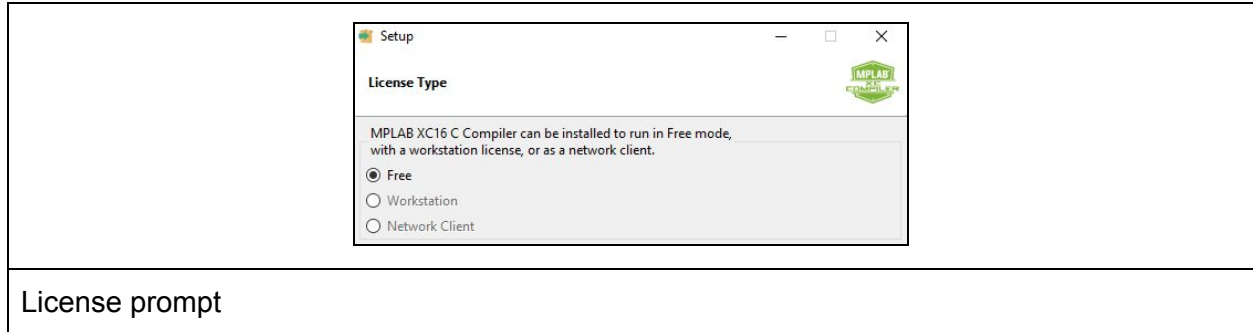 Setup
License Type
MPLAB
XC
COMPILER
MPLAB XC16 C Compiler can be installed to run in Free mode,
with a workstation license, or as a network client.
Free
Workstation
Network Client
License prompt